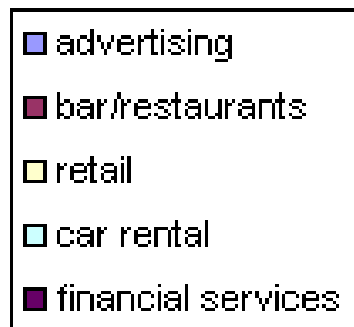 advertising
bar/restaurants
retail
car rental
financial services